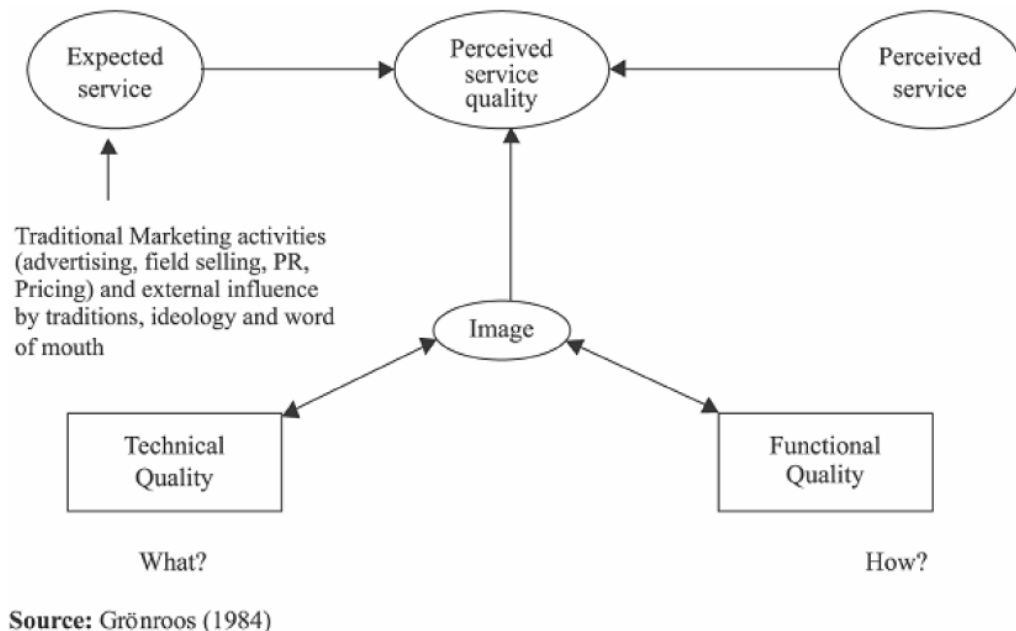 Expected
service
Perceived
service
quality
Perceived
service
Traditional Marketing activities
(advertising, field selling, PR,
Pricing) and external influence
by traditions, ideology and word
of mouth
Image
Technical
Quality
Functional
Quality
What?
How?
Source: Grönroos (1984)